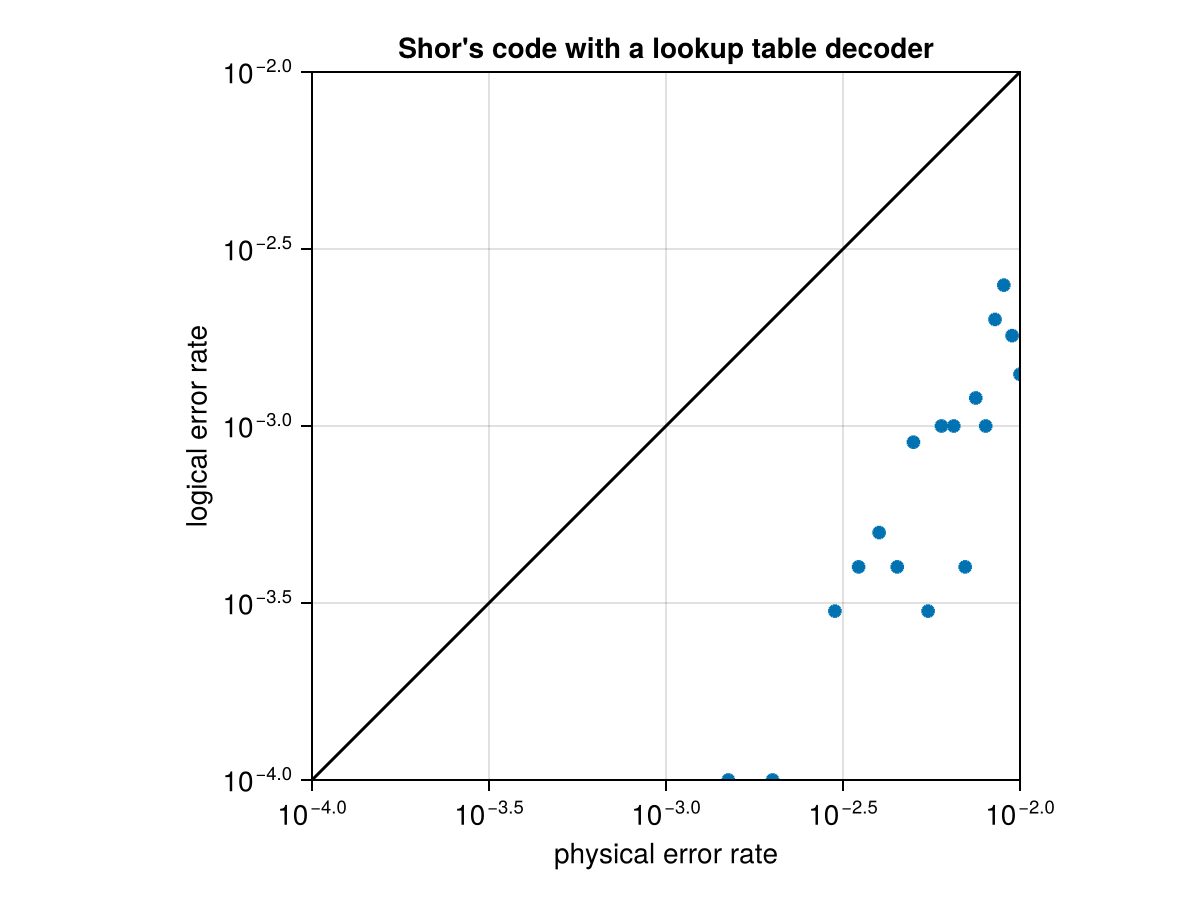 Shor's code with a lookup table decoder
10^−2.0
10^−2.5
10^−3.0
10^−3.5
10^−4.0
logical error rate
10^−4.0 10^−3.5 10^−3.0 10^−2.5 10^−2.0
physical error rate